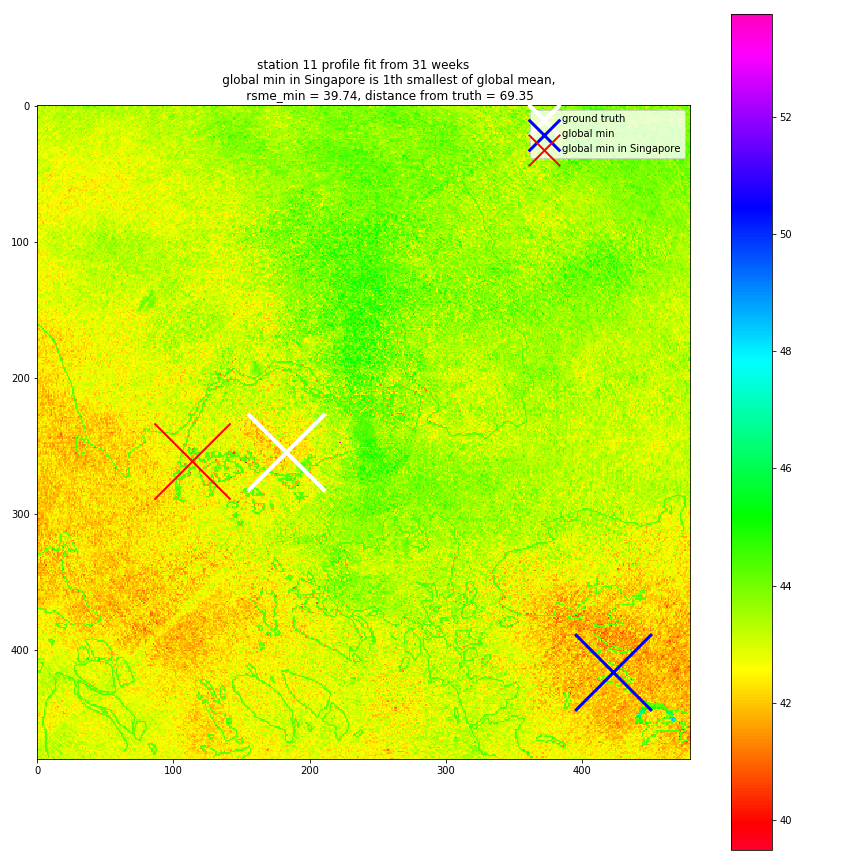 station 11 profile fit from 31 weeks
global min in Singapore is 1th smallest of global mean,
rsme_min = 39.74, distance from truth = 69.35
ground truth
global min
global min in Singapore
0
100
200
300
400
0
100
200
300
400
52
50
48
46
44
42
40